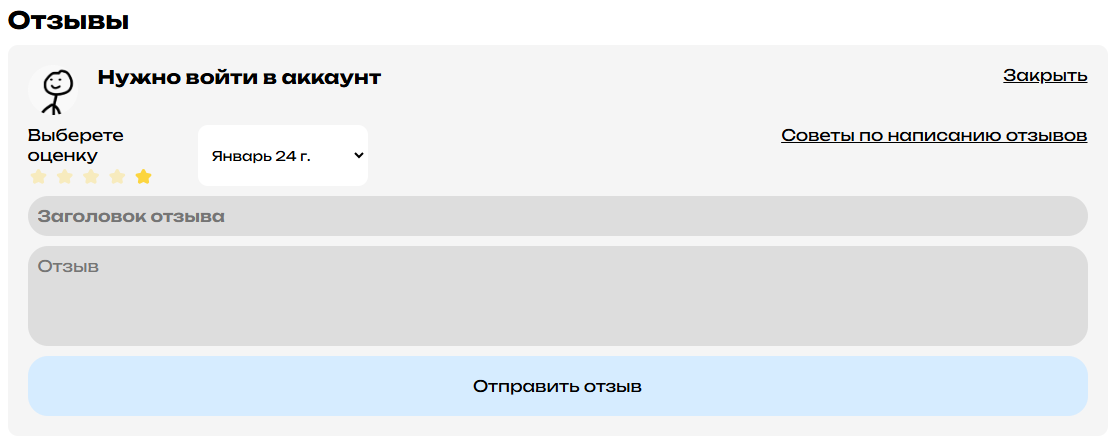 Отзывы
Нужно войти в аккаунт
Закрыть
Выберете
оценку
Январь 24 г.
Советы по написанию отзывов
Заголовок отзыва
Отзыв
Отправить отзыв